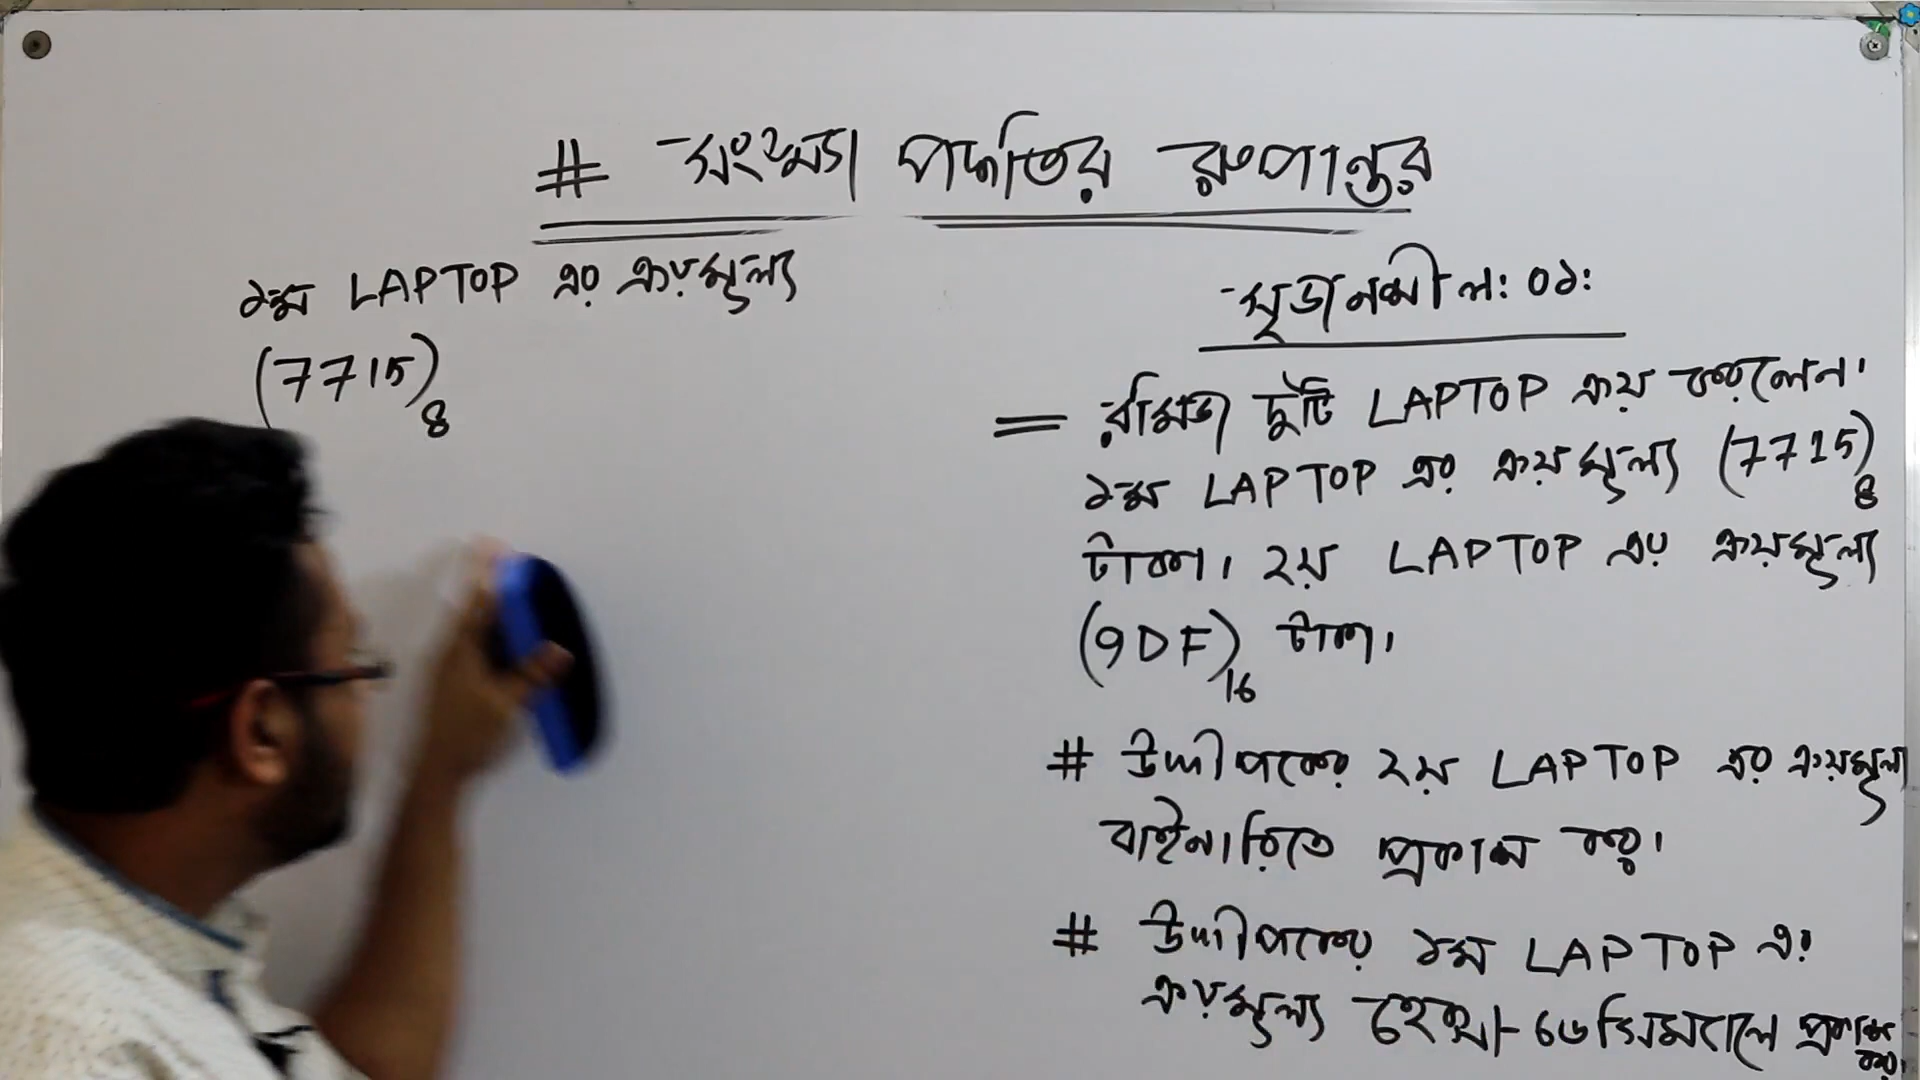 # সংখ্যা পদ্ধতির রুপান্তর
১ম LAPTOP এর ক্রয়মূল্য
(7715)8
সৃজনশীল: ০১:
= রমিজ দুটি LAPTOP ক্রয় করলেন।
১ম LAPTOP এর ক্রয়মূল্য (7715)8
টাকা। ২য় LAPTOP এর ক্রয়মূল্য
(9DF)16 টাকা।
# উদ্দীপকের ২য় LAPTOP এর ক্রয়মূল্য
বাইনারিতে প্রকাশ কর।
# উদ্দীপকের ১ম LAPTOP এর
ক্রয়মূল্য হেক্সা-ডেসিমেলে প্রকাশ
কর।